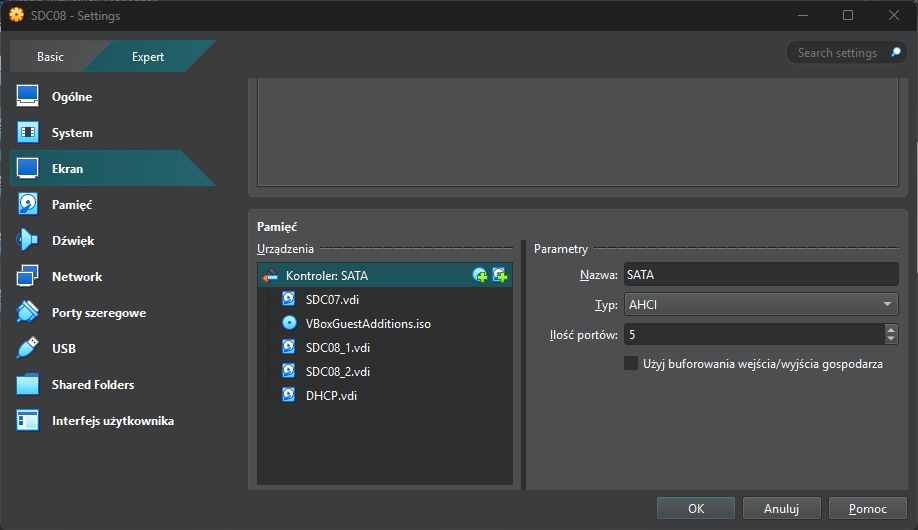 SDC08 - Settings
Basic
Expert
Search settings
Ogólne
System
Ekran
Pamięć
Dźwięk
Network
Porty szeregowe
USB
Shared Folders
Interfejs użytkownika
Pamięć
Urządzenia
Kontroler: SATA
SDC07.vdi
VBoxGuestAdditions.iso
SDC08_1.vdi
SDC08_2.vdi
DHCP.vdi
Parametry
Nazwa: SATA
Typ: AHCI
Ilość portów: 5
Użyj buforowania wejścia/wyjścia gospodarza
OK
Anuluj
Pomoc